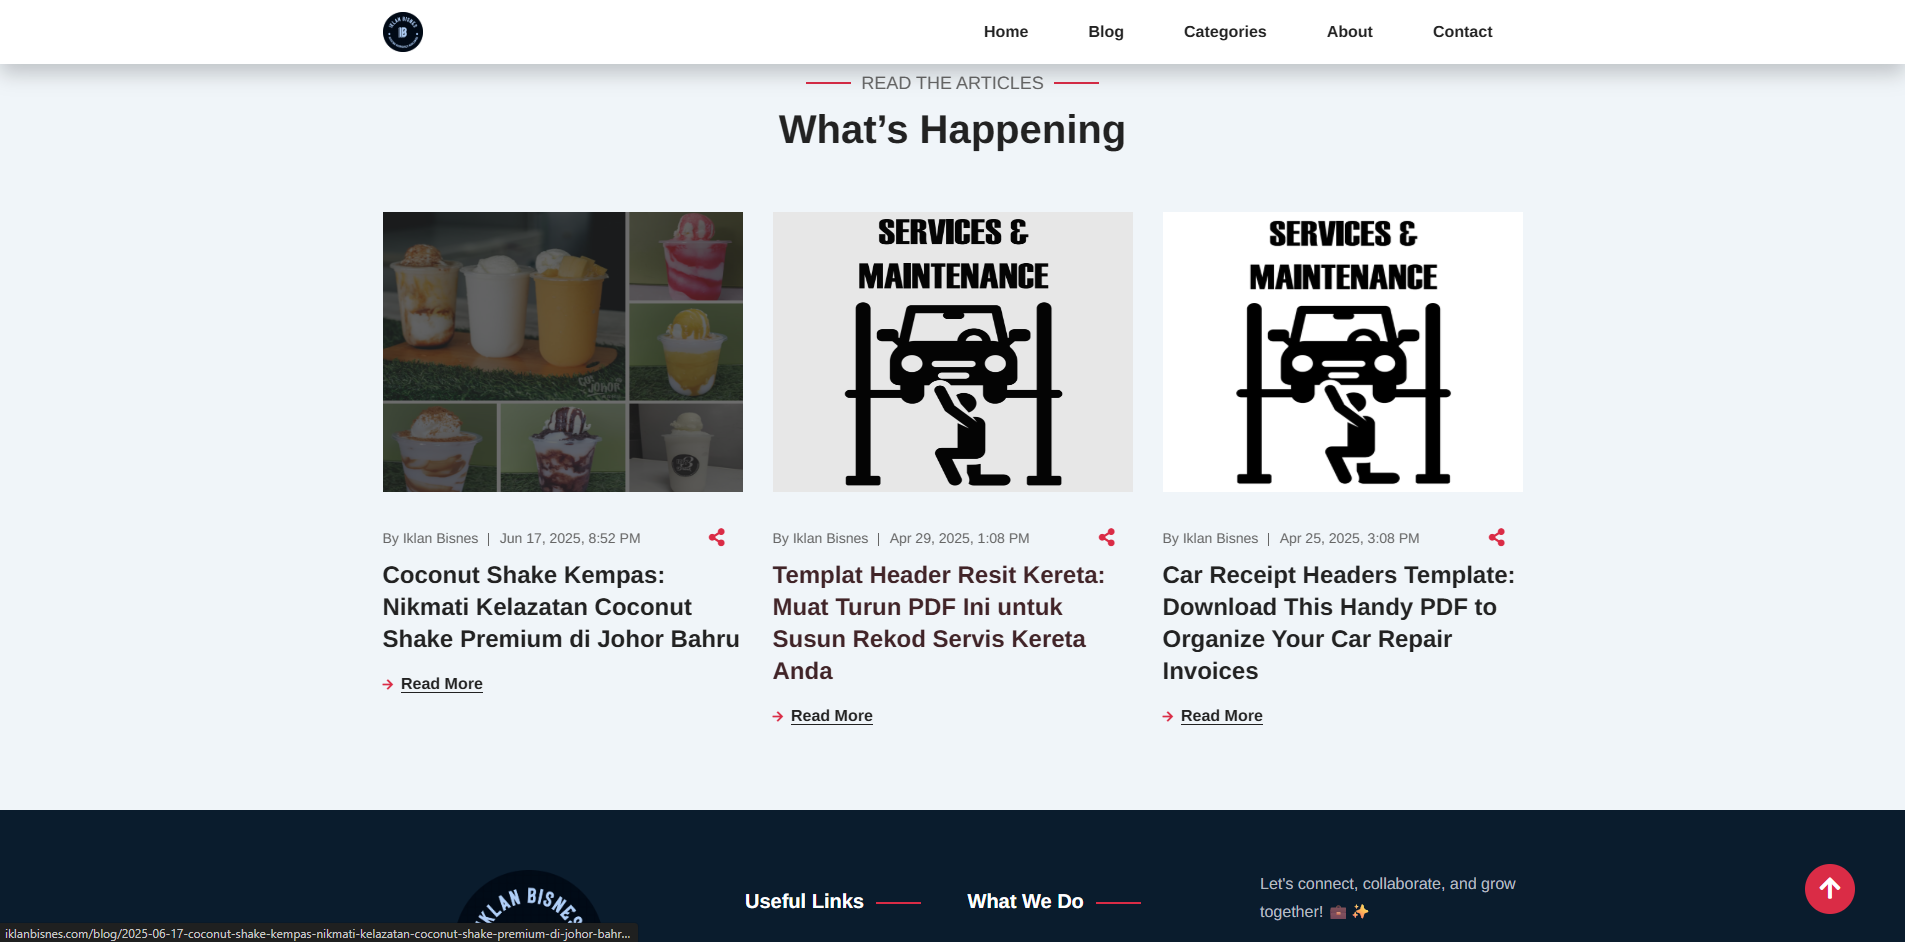 IKLAN BISNES
IB
Home
Blog
Categories
About
Contact
READ THE ARTICLES
What’s Happening
CAP JOHOR
SERVICES &
MAINTENANCE
SERVICES &
MAINTENANCE
By Iklan Bisnes | Jun 17, 2025, 8:52 PM
Coconut Shake Kempas:
Nikmati Kelazatan Coconut
Shake Premium di Johor Bahru
Read More
By Iklan Bisnes | Apr 29, 2025, 1:08 PM
Templat Header Resit Kereta:
Muat Turun PDF Ini untuk
Susun Rekod Servis Kereta
Anda
Read More
By Iklan Bisnes | Apr 25, 2025, 3:08 PM
Car Receipt Headers Template:
Download This Handy PDF to
Organize Your Car Repair
Invoices
Read More
IKLAN BISNES
Useful Links
What We Do
Let's connect, collaborate, and grow
together! 💼 ✨
iklanbisnes.com/blog/2025-06-17-coconut-shake-kempas-nikmati-kelazatan-coconut-shake-premium-di-johor-bahr...